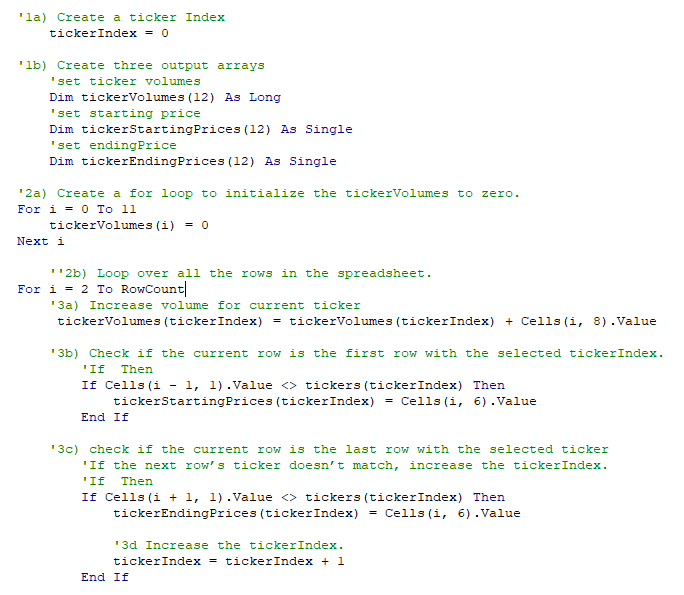 '1a) Create a ticker Index
tickerIndex = 0
'1b) Create three output arrays
'set ticker volumes
Dim tickerVolumes(12) As Long
'set starting price
Dim tickerStartingPrices(12) As Single
'set endingPrice
Dim tickerEndingPrices(12) As Single
'2a) Create a for loop to initialize the tickerVolumes to zero.
For i = 0 To 11
tickerVolumes(i) = 0
Next i
''2b) Loop over all the rows in the spreadsheet.
For i = 2 To RowCount
'3a) Increase volume for current ticker
tickerVolumes(tickerIndex) = tickerVolumes(tickerIndex) + Cells(i, 8).Value
'3b) Check if the current row is the first row with the selected tickerIndex.
'If  Then
If Cells(i - 1, 1).Value <> tickers(tickerIndex) Then
tickerStartingPrices(tickerIndex) = Cells(i, 6).Value
End If
'3c) check if the current row is the last row with the selected ticker
'If the next row’s ticker doesn’t match, increase the tickerIndex.
'If  Then
If Cells(i + 1, 1).Value <> tickers(tickerIndex) Then
tickerEndingPrices(tickerIndex) = Cells(i, 6).Value
'3d Increase the tickerIndex.
tickerIndex = tickerIndex + 1
End If